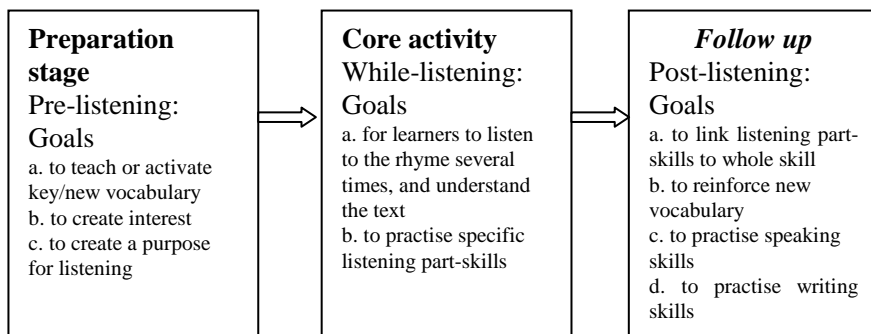 Preparation
stage
Pre-listening:
Goals
a. to teach or activate
key/new vocabulary
b. to create interest
c. to create a purpose
for listening
Core activity
While-listening:
Goals
a. for learners to listen
to the rhyme several
times, and understand
the text
b. to practise specific
listening part-skills
Follow up
Post-listening:
Goals
a. to link listening part-
skills to whole skill
b. to reinforce new
vocabulary
c. to practise speaking
skills
d. to practise writing
skills